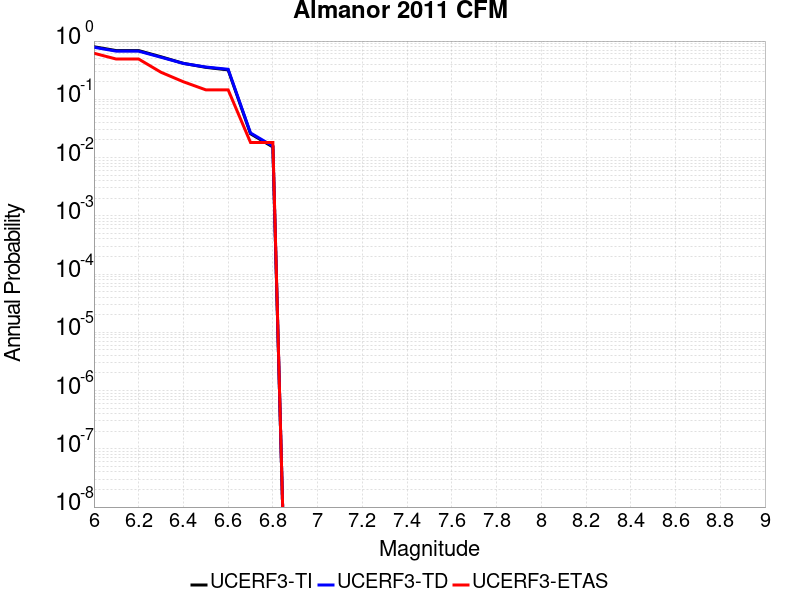 Almanor 2011 CFM
10^0
10^-1
10^-2
10^-3
10^-4
10^-5
10^-6
10^-7
10^-8
Annual Probability
6 6.2 6.4 6.6 6.8 7 7.2 7.4 7.6 7.8 8 8.2 8.4 8.6 8.8 9
Magnitude
UCERF3-TI UCERF3-TD UCERF3-ETAS